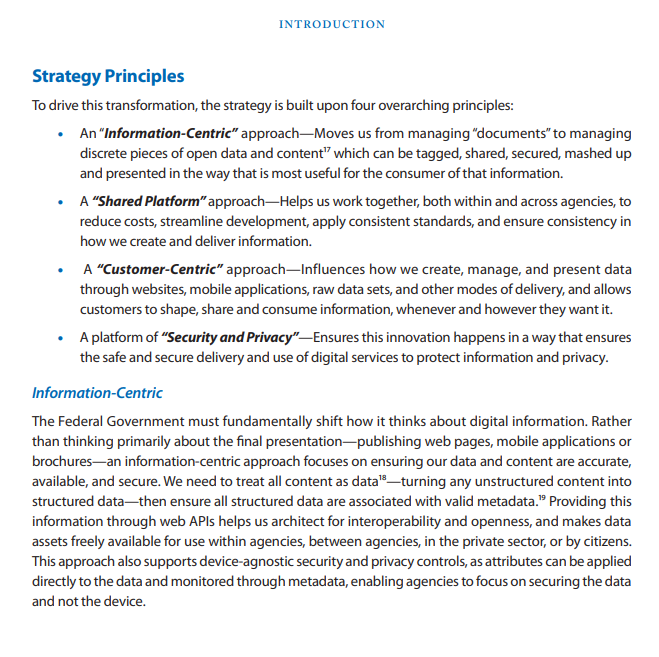 INTRODUCTION
Strategy Principles
To drive this transformation, the strategy is built upon four overarching principles:
• An “Information-Centric” approach—Moves us from managing “documents” to managing
discrete pieces of open data and content17 which can be tagged, shared, secured, mashed up
and presented in the way that is most useful for the consumer of that information.
• A “Shared Platform” approach—Helps us work together, both within and across agencies, to
reduce costs, streamline development, apply consistent standards, and ensure consistency in
how we create and deliver information.
• A “Customer-Centric” approach—Influences how we create, manage, and present data
through websites, mobile applications, raw data sets, and other modes of delivery, and allows
customers to shape, share and consume information, whenever and however they want it.
• A platform of “Security and Privacy”—Ensures this innovation happens in a way that ensures
the safe and secure delivery and use of digital services to protect information and privacy.
Information-Centric
The Federal Government must fundamentally shift how it thinks about digital information. Rather
than thinking primarily about the final presentation—publishing web pages, mobile applications or
brochures—an information-centric approach focuses on ensuring our data and content are accurate,
available, and secure. We need to treat all content as data18—turning any unstructured content into
structured data—then ensure all structured data are associated with valid metadata.19 Providing this
information through web APIs helps us architect for interoperability and openness, and makes data
assets freely available for use within agencies, between agencies, in the private sector, or by citizens.
This approach also supports device-agnostic security and privacy controls, as attributes can be applied
directly to the data and monitored through metadata, enabling agencies to focus on securing the data
and not the device.